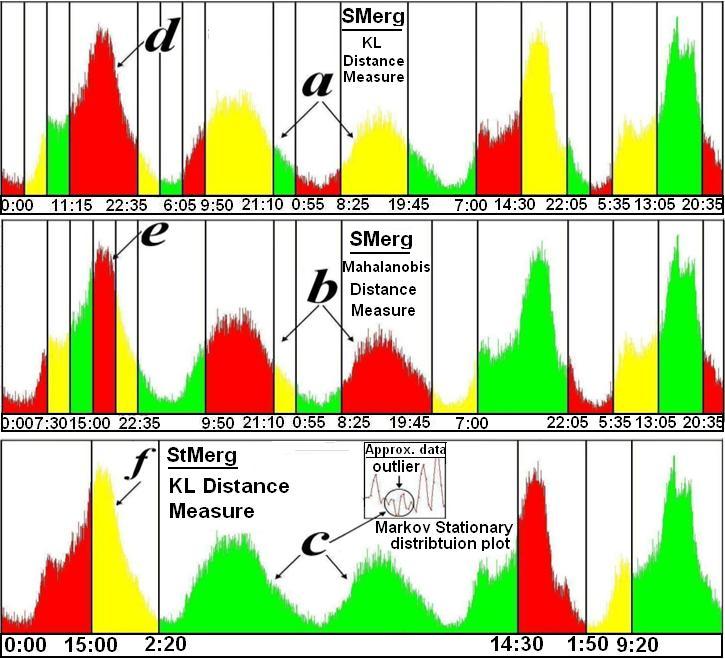 SMerg
KL
Distance
Measure
d
a
0:00 11:15 22:35 6:05 9:50 21:10 0:55 8:25 19:45 7:00 14:30 22:05 5:35 13:05 20:35
SMerg
Mahalanobis
Distance
Measure
e
b
0:00 7:30 15:00 22:35 9:50 21:10 0:55 8:25 19:45 7:00 22:05 5:35 13:05 20:35
StMerg
KL Distance
Measure
f
Approx. data
outlier
Markov Stationary
distribtuion plot
c
0:00 15:00 2:20 14:30 1:50 9:20